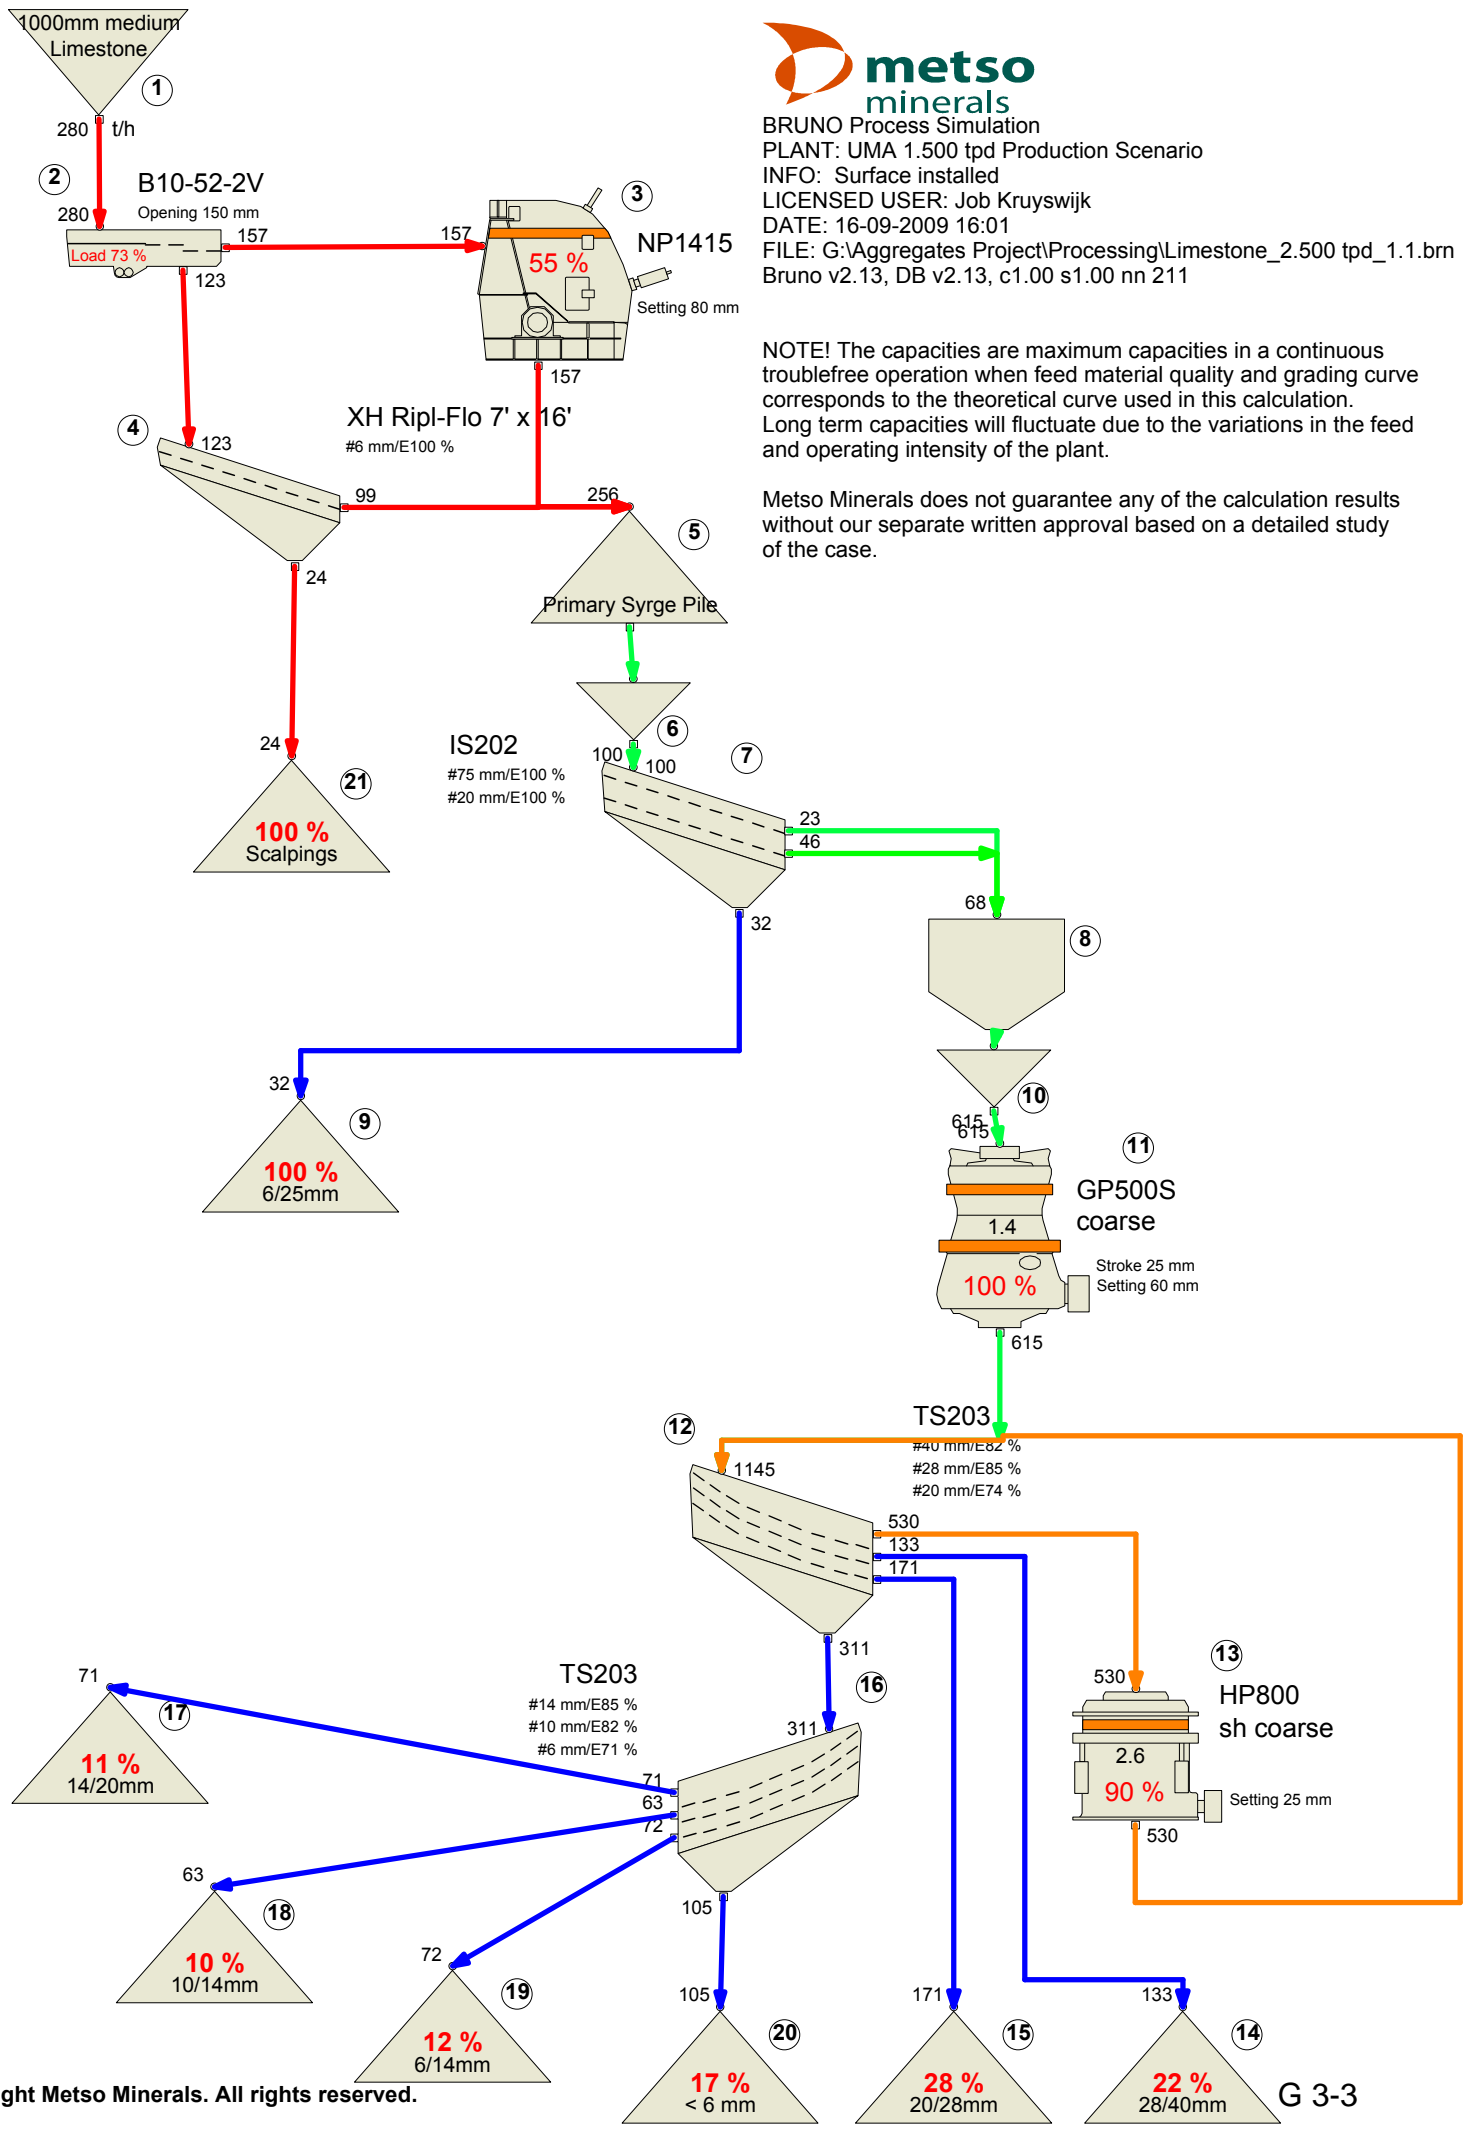 1000mm medium
Limestone
1
280 t/h
metso
minerals
BRUNO Process Simulation
PLANT: UMA 1.500 tpd Production Scenario
INFO: Surface installed
LICENSED USER: Job Kruyswijk
DATE: 16-09-2009 16:01
FILE: G:\Aggregates Project\Processing\Limestone_2.500 tpd_1.1.brn
Bruno v2.13, DB v2.13, c1.00 s1.00 nn 211
NOTE! The capacities are maximum capacities in a continuous
troublefree operation when feed material quality and grading curve
corresponds to the theoretical curve used in this calculation.
Long term capacities will fluctuate due to the variations in the feed
and operating intensity of the plant.
Metso Minerals does not guarantee any of the calculation results
without our separate written approval based on a detailed study
of the case.
2
B10-52-2V
Opening 150 mm
280
Load 73 %
157
123
157
3
NP1415
55 %
Setting 80 mm
157
4
XH Ripl-Flo 7' x 16'
#6 mm/E100 %
123
99
24
256
5
Primary Syrge Pile
24
21
100 %
Scalpings
6
IS202
#75 mm/E100 %
#20 mm/E100 %
100
100
7
23
46
32
68
8
32
9
100 %
6/25mm
10
615
615
11
GP500S
coarse
1.4
100 %
Stroke 25 mm
Setting 60 mm
615
12
TS203
#40 mm/E82 %
#28 mm/E85 %
#20 mm/E74 %
1145
530
133
171
311
13
530
HP800
sh coarse
2.6
90 %
Setting 25 mm
530
16
TS203
#14 mm/E85 %
#10 mm/E82 %
#6 mm/E71 %
311
71
63
72
105
71
17
11 %
14/20mm
63
18
10 %
10/14mm
72
19
12 %
6/14mm
105
20
17 %
< 6 mm
171
15
28 %
20/28mm
133
14
22 %
28/40mm
G 3-3
ght Metso Minerals. All rights reserved.